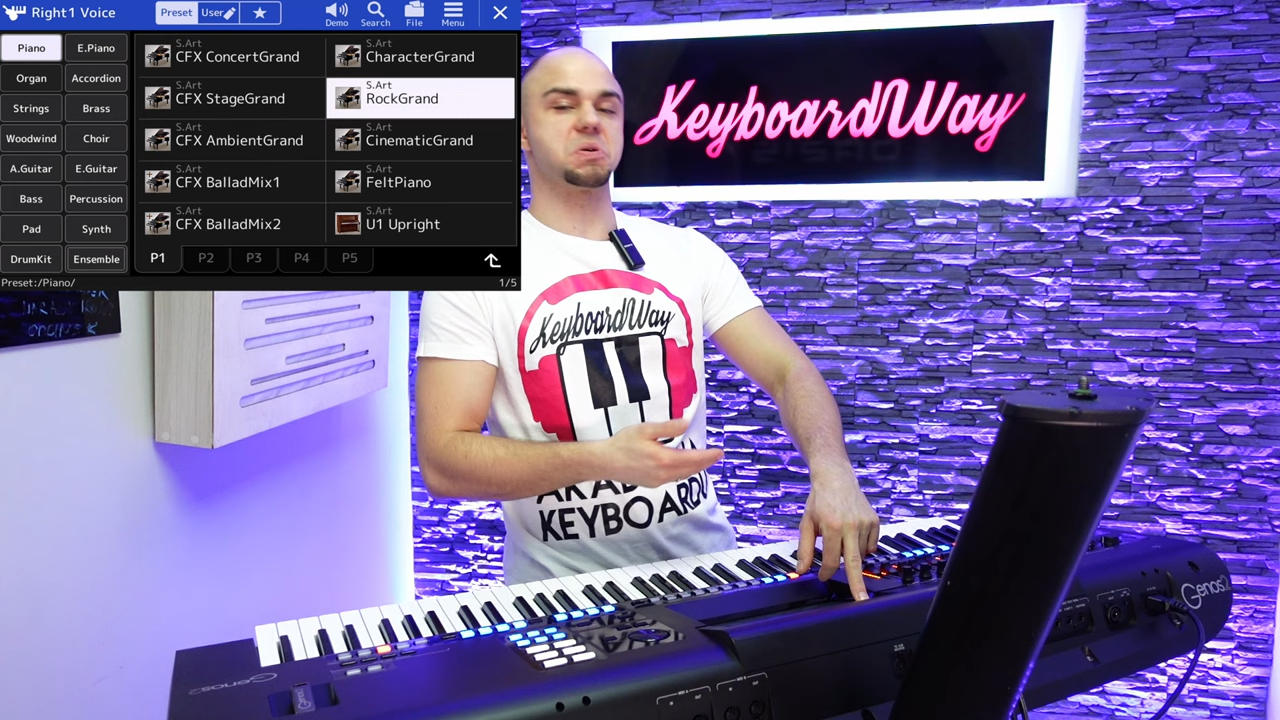 Right1 Voice
Preset
User
Demo
Search
File
Menu
Piano
E.Piano
Organ
Accordion
Strings
Brass
Woodwind
Choir
A.Guitar
E.Guitar
Bass
Percussion
Pad
Synth
DrumKit
Ensemble
S.Art
CFX ConcertGrand
S.Art
CharacterGrand
S.Art
CFX StageGrand
S.Art
RockGrand
S.Art
CFX AmbientGrand
S.Art
CinematicGrand
S.Art
CFX BalladMix1
S.Art
FeltPiano
S.Art
CFX BalladMix2
S.Art
U1 Upright
P1
P2
P3
P4
P5
Preset:/Piano/
1/5
KeyboardWay
KeyboardWay
KEYBOARDU
Genos2
Genos2